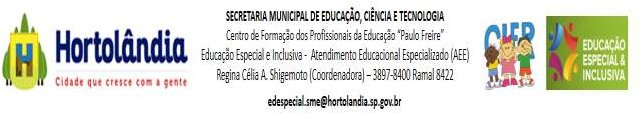 Hortolândia
Cidade que cresce com a gente
SECRETARIA MUNICIPAL DE EDUCAÇÃO, CIÊNCIA E TECNOLOGIA
Centro de Formação dos Profissionais da Educação “Paulo Freire”
Educação Especial e Inclusiva - Atendimento Educacional Especializado (AEE)
Regina Célia A. Shigemoto (Coordenadora) – 3897-8400 Ramal 8422
edespecial.sme@hortolandia.sp.gov.br
CIER
EDUCAÇÃO
ESPECIAL &
INCLUSIVA